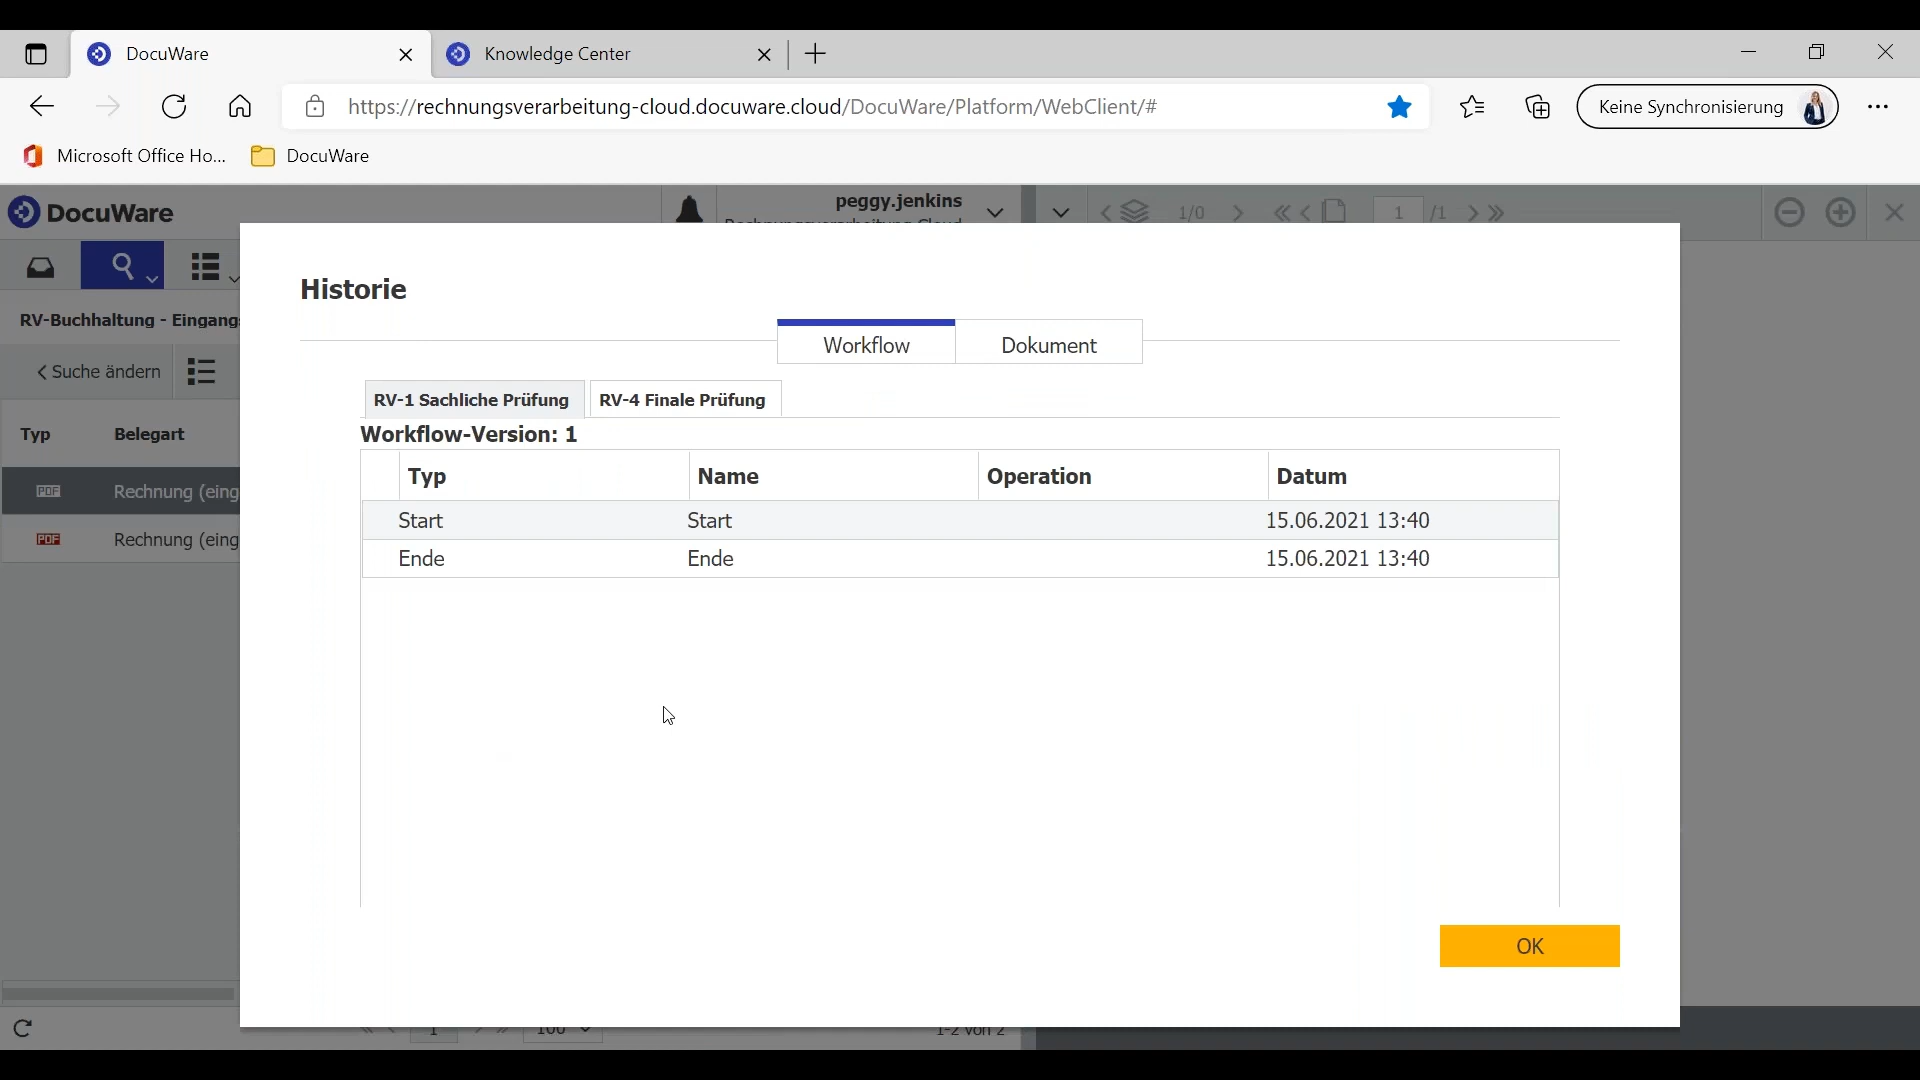 DocuWare
Knowledge Center
https://rechnungsverarbeitung-cloud.docuware.cloud/DocuWare/Platform/WebClient/#
Keine Synchronisierung
Microsoft Office Ho...
DocuWare
DocuWare
peggy.jenkins
1/0
1
/1
Historie
RV-Buchhaltung - Eingang
Workflow
Dokument
Suche ändern
RV-1 Sachliche Prüfung
RV-4 Finale Prüfung
Workflow-Version: 1
Typ
Belegart
Typ
Name
Operation
Datum
PDF
Rechnung (eing
Start
Start
15.06.2021 13:40
PDF
Rechnung (eing
Ende
Ende
15.06.2021 13:40
OK
1
100
1-2 von 2